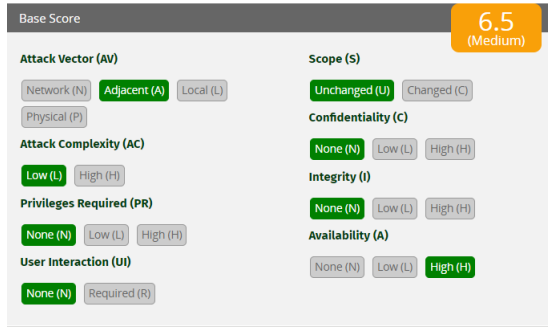 Base Score
6.5
(Medium)
Attack Vector (AV)
Network (N) Adjacent (A) Local (L)
Physical (P)
Attack Complexity (AC)
Low (L) High (H)
Privileges Required (PR)
None (N) Low (L) High (H)
User Interaction (UI)
None (N) Required (R)
Scope (S)
Unchanged (U) Changed (C)
Confidentiality (C)
None (N) Low (L) High (H)
Integrity (I)
None (N) Low (L) High (H)
Availability (A)
None (N) Low (L) High (H)